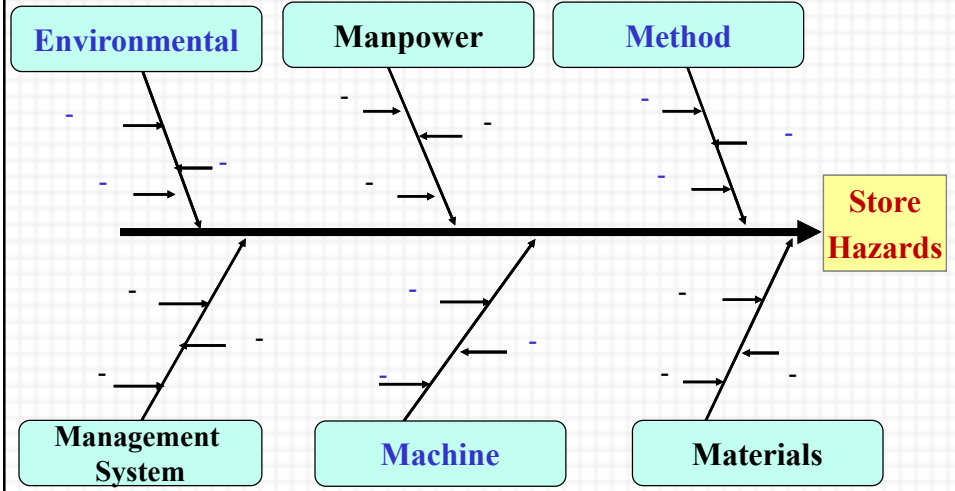 Environmental
Manpower
Method
-
-
-
-
-
-
-
-
-
Store
Hazards
-
-
-
-
-
-
-
-
-
Management
System
Machine
Materials